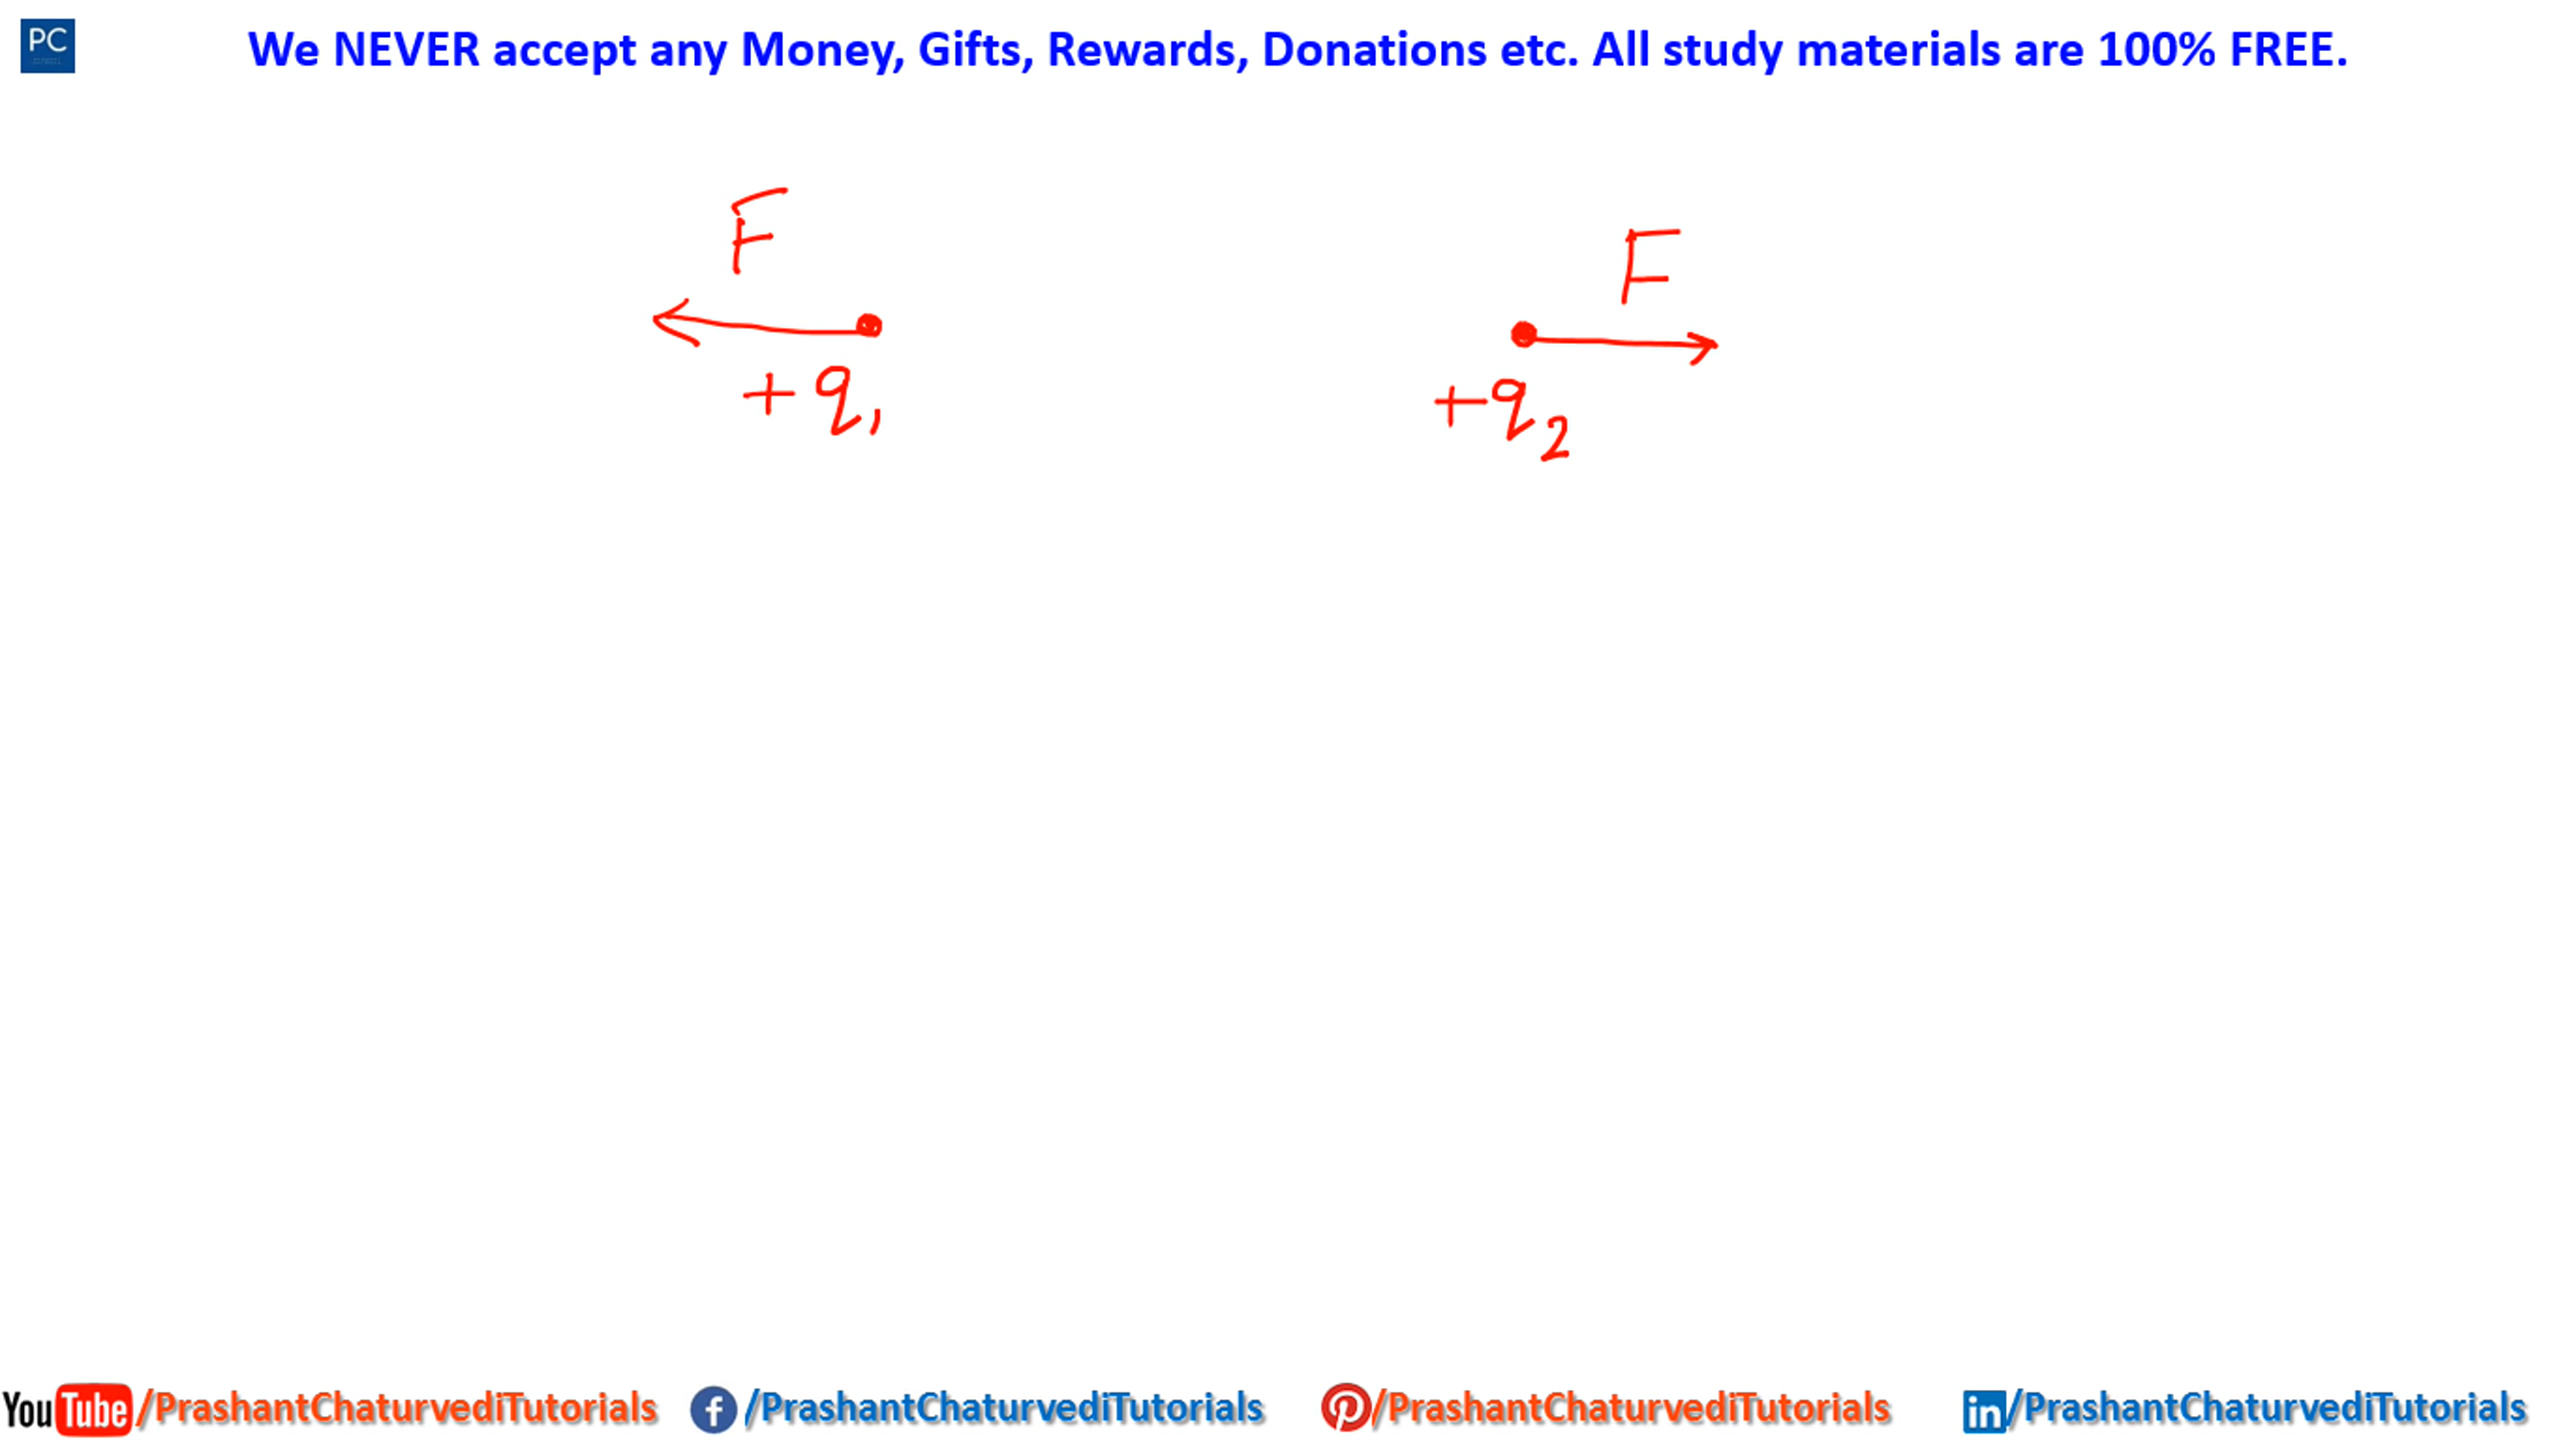 PC
We NEVER accept any Money, Gifts, Rewards, Donations etc. All study materials are 100% FREE.
F
F
+q1
+q2
YouTube/PrashantChaturvediTutorials f/PrashantChaturvediTutorials /PrashantChaturvediTutorials in/PrashantChaturvediTutorials